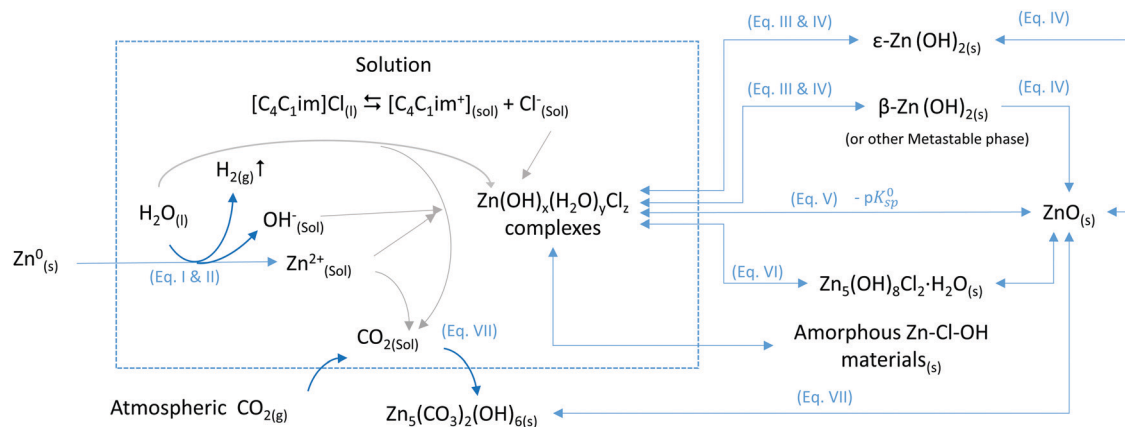 (Eq. III & IV)
ε-Zn (OH)₂₍ₛ₎
(Eq. IV)
Solution
[C₄C₁im]Cl₍ₗ₎ ⇆ [C₄C₁im⁺]₍ₛₒₗ₎ + Cl⁻₍Sol₎
(Eq. III & IV)
β-Zn (OH)₂₍ₛ₎
(Eq. IV)
(or other Metastable phase)
H₂₍g₎↑
H₂O₍ₗ₎
OH⁻₍Sol₎
Zn(OH)ₓ(H₂O)yClz
complexes
(Eq. V) - pK⁰sp
ZnO₍ₛ₎
Zn⁰₍ₛ₎
(Eq. I & II)
Zn²⁺₍Sol₎
(Eq. VI)
Zn₅(OH)₈Cl₂·H₂O₍ₛ₎
CO₂₍Sol₎
(Eq. VII)
Amorphous Zn-Cl-OH
materials₍ₛ₎
Atmospheric CO₂₍g₎
Zn₅(CO₃)₂(OH)₆₍ₛ₎
(Eq. VII)